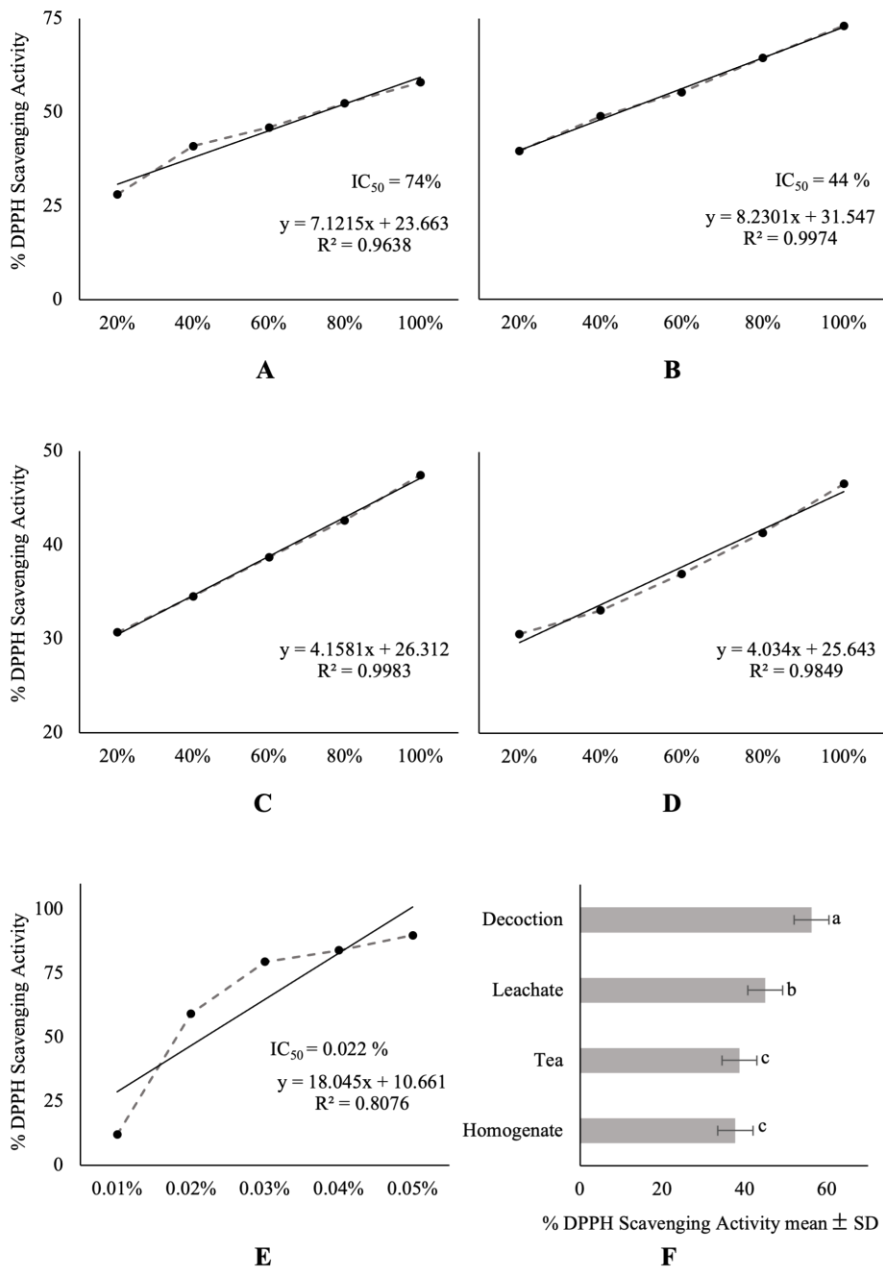 % DPPH Scavenging Activity
75
50
25
0
IC₅₀ = 74%
y = 7.1215x + 23.663
R² = 0.9638
20% 40% 60% 80% 100%
A
IC₅₀ = 44 %
y = 8.2301x + 31.547
R² = 0.9974
20% 40% 60% 80% 100%
B
% DPPH Scavenging Activity
50
40
30
20
y = 4.1581x + 26.312
R² = 0.9983
20% 40% 60% 80% 100%
C
y = 4.034x + 25.643
R² = 0.9849
20% 40% 60% 80% 100%
D
% DPPH Scavenging Activity
100
75
50
25
0
IC₅₀ = 0.022 %
y = 18.045x + 10.661
R² = 0.8076
0.01% 0.02% 0.03% 0.04% 0.05%
E
Decoction a
Leachate b
Tea c
Homogenate c
0 20 40 60
% DPPH Scavenging Activity mean ± SD
F